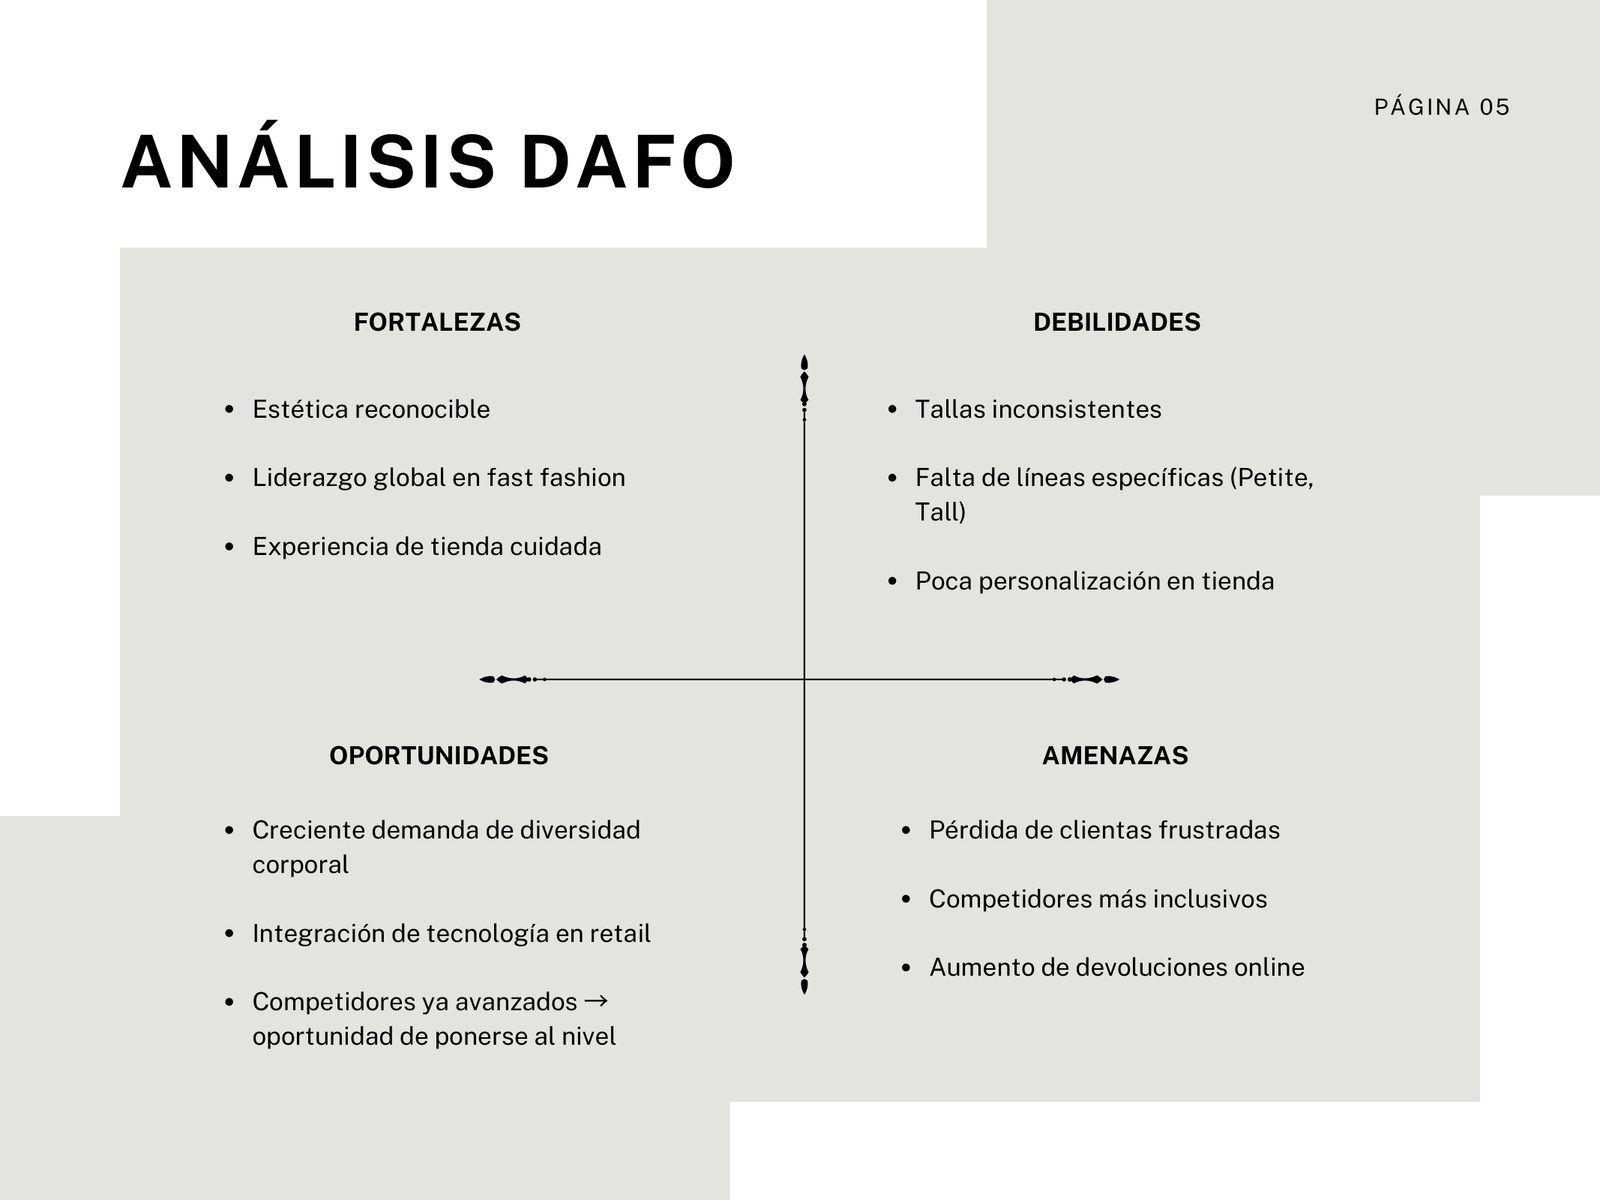 PÁGINA 05
ANÁLISIS DAFO
FORTALEZAS
• Estética reconocible
• Liderazgo global en fast fashion
• Experiencia de tienda cuidada
DEBILIDADES
• Tallas inconsistentes
• Falta de líneas específicas (Petite,
Tall)
• Poca personalización en tienda
OPORTUNIDADES
• Creciente demanda de diversidad
corporal
• Integración de tecnología en retail
• Competidores ya avanzados →
oportunidad de ponerse al nivel
AMENAZAS
• Pérdida de clientas frustradas
• Competidores más inclusivos
• Aumento de devoluciones online